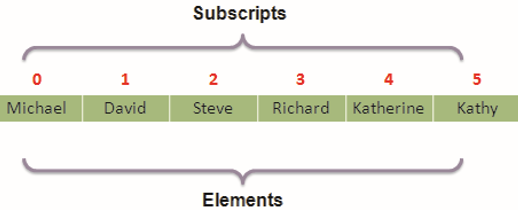 Subscripts
0 1 2 3 4 5
Michael David Steve Richard Katherine Kathy
Elements